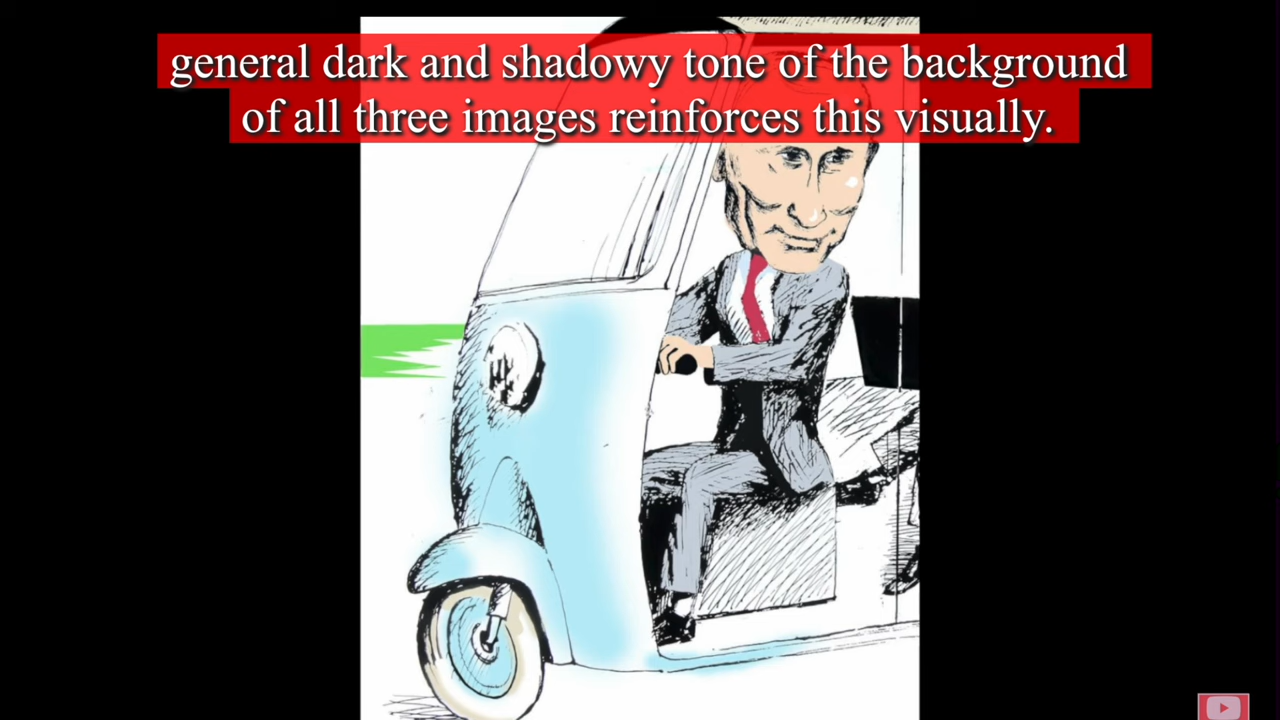 general dark and shadowy tone of the background
of all three images reinforces this visually.